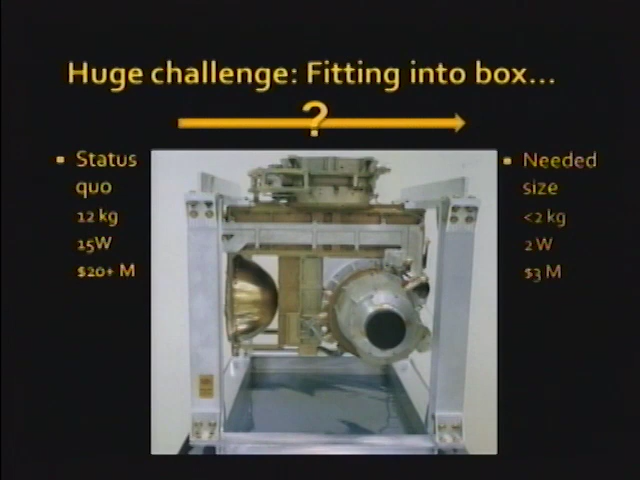 Huge challenge: Fitting into box...
?
Status
quo
12 kg
15W
$20+ M
Needed
size
<2 kg
2 W
$3 M